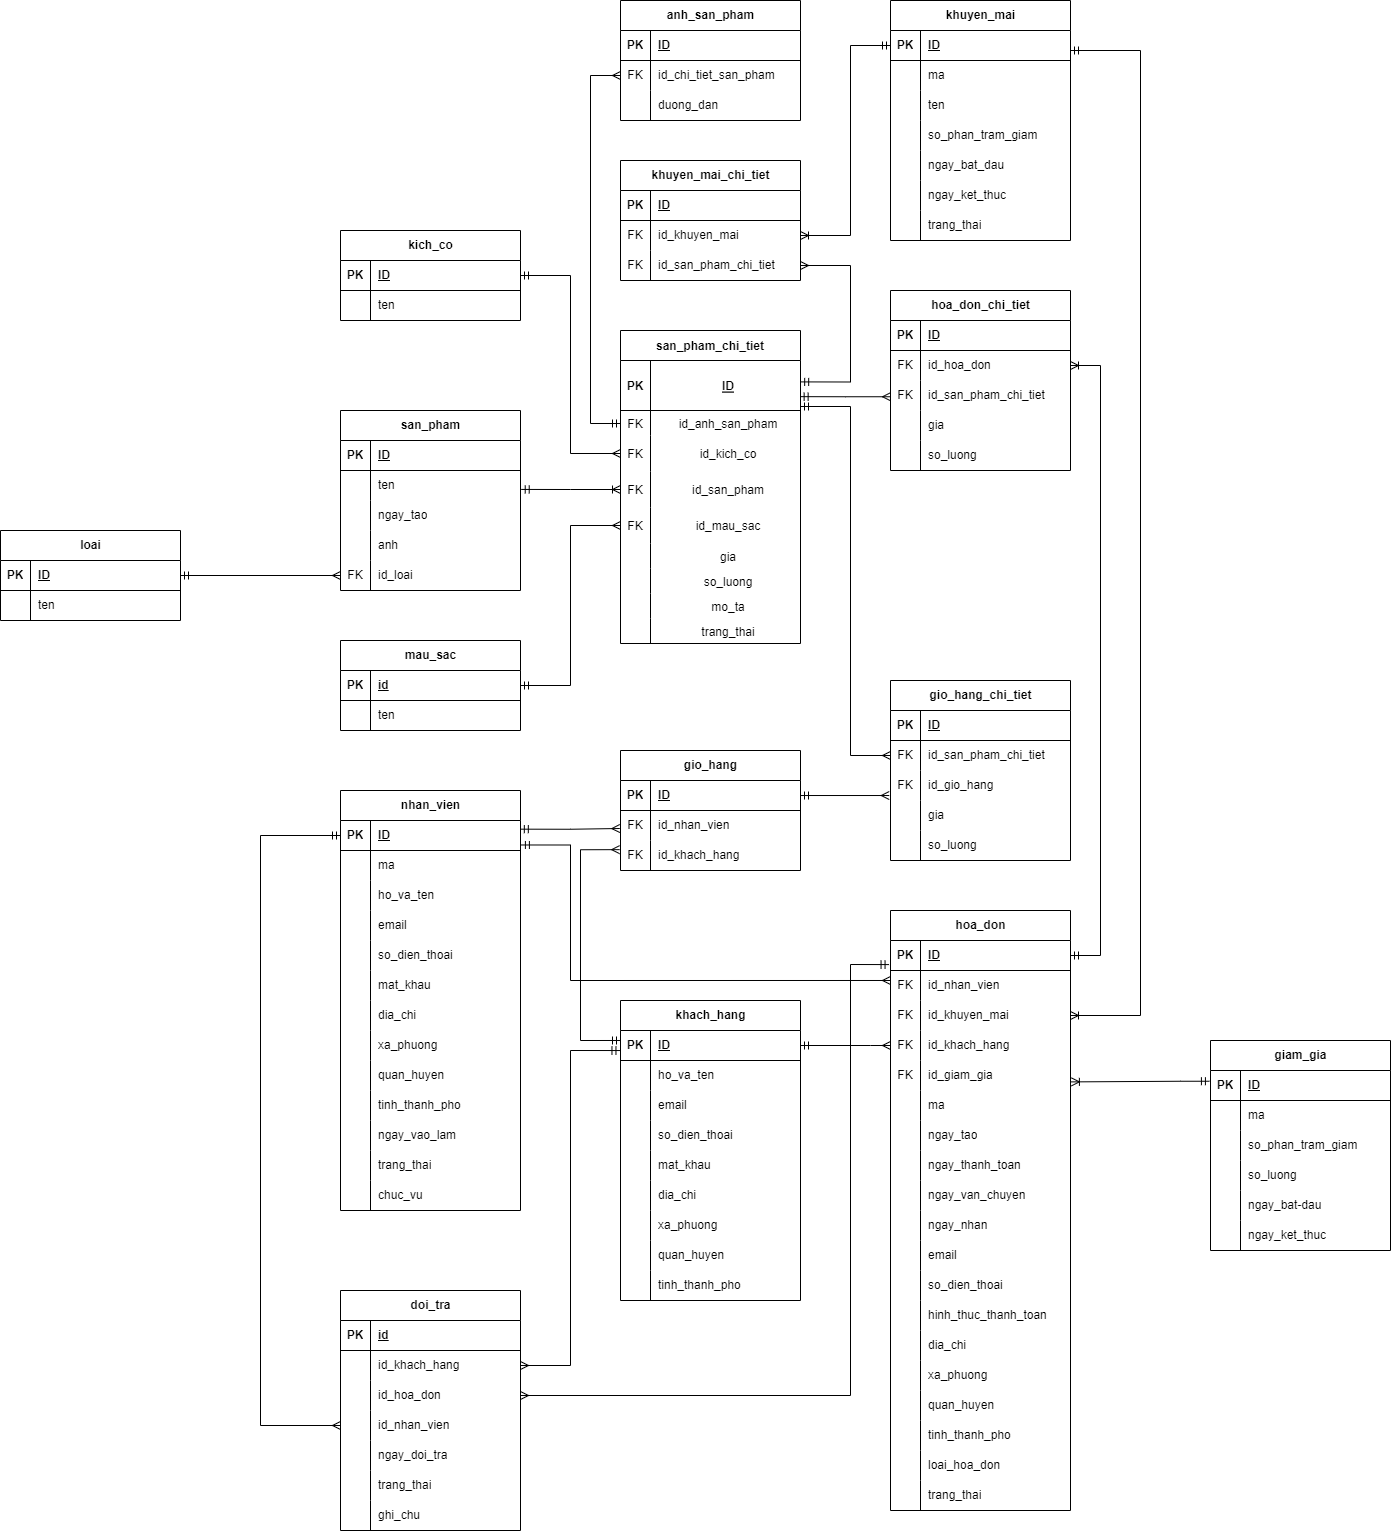 anh_san_pham
PK ID
FK id_chi_tiet_san_pham
duong_dan
khuyen_mai
PK ID
ma
ten
so_phan_tram_giam
ngay_bat_dau
ngay_ket_thuc
trang_thai
khuyen_mai_chi_tiet
PK ID
FK id_khuyen_mai
FK id_san_pham_chi_tiet
kich_co
PK ID
ten
hoa_don_chi_tiet
PK ID
FK id_hoa_don
FK id_san_pham_chi_tiet
gia
so_luong
san_pham_chi_tiet
PK ID
FK id_anh_san_pham
FK id_kich_co
FK id_san_pham
FK id_mau_sac
gia
so_luong
mo_ta
trang_thai
san_pham
PK ID
ten
ngay_tao
anh
FK id_loai
loai
PK ID
ten
mau_sac
PK id
ten
gio_hang_chi_tiet
PK ID
FK id_san_pham_chi_tiet
FK id_gio_hang
gia
so_luong
gio_hang
PK ID
FK id_nhan_vien
FK id_khach_hang
nhan_vien
PK ID
ma
ho_va_ten
email
so_dien_thoai
mat_khau
dia_chi
xa_phuong
quan_huyen
tinh_thanh_pho
ngay_vao_lam
trang_thai
chuc_vu
hoa_don
PK ID
FK id_nhan_vien
FK id_khuyen_mai
FK id_khach_hang
FK id_giam_gia
ma
ngay_tao
ngay_thanh_toan
ngay_van_chuyen
ngay_nhan
email
so_dien_thoai
hinh_thuc_thanh_toan
dia_chi
xa_phuong
quan_huyen
tinh_thanh_pho
loai_hoa_don
trang_thai
khach_hang
PK ID
ho_va_ten
email
so_dien_thoai
mat_khau
dia_chi
xa_phuong
quan_huyen
tinh_thanh_pho
giam_gia
PK ID
ma
so_phan_tram_giam
so_luong
ngay_bat-dau
ngay_ket_thuc
doi_tra
PK id
id_khach_hang
id_hoa_don
id_nhan_vien
ngay_doi_tra
trang_thai
ghi_chu